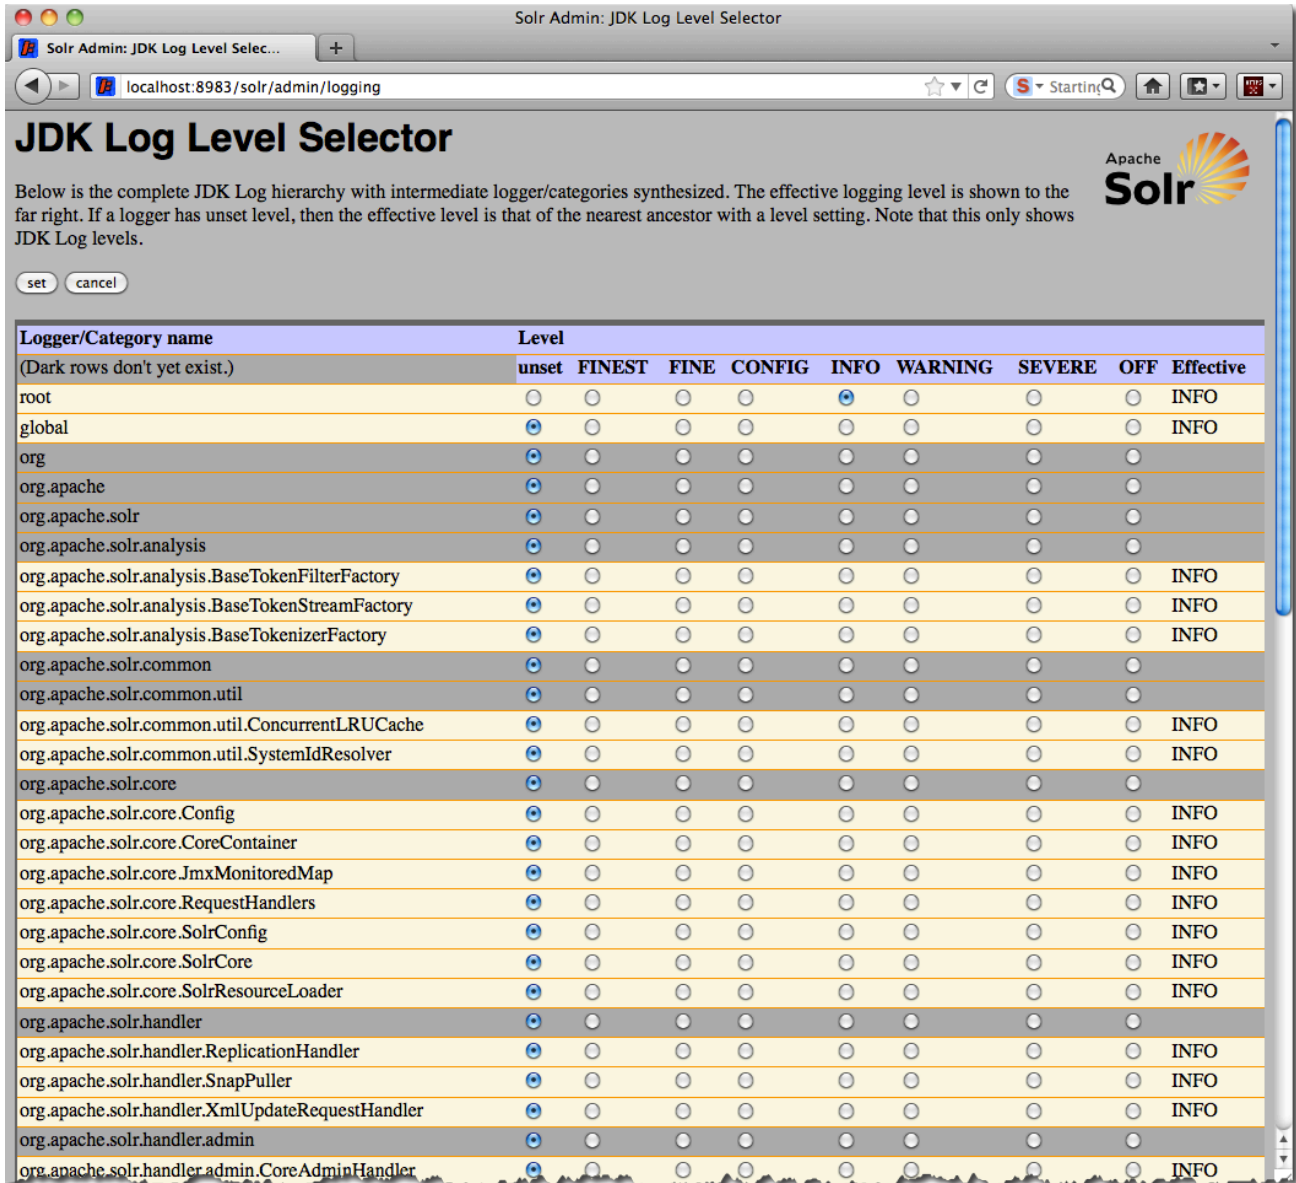 Solr Admin: JDK Log Level Selector
Solr Admin: JDK Log Level Selec...
+
localhost:8983/solr/admin/logging
S Starting
JDK Log Level Selector
Apache
Solr
Below is the complete JDK Log hierarchy with intermediate logger/categories synthesized. The effective logging level is shown to the
far right. If a logger has unset level, then the effective level is that of the nearest ancestor with a level setting. Note that this only shows
JDK Log levels.
set cancel
Logger/Category name Level
(Dark rows don't yet exist.) unset FINEST FINE CONFIG INFO WARNING SEVERE OFF Effective
root INFO
global INFO
org
org.apache
org.apache.solr
org.apache.solr.analysis
org.apache.solr.analysis.BaseTokenFilterFactory INFO
org.apache.solr.analysis.BaseTokenStreamFactory INFO
org.apache.solr.analysis.BaseTokenizerFactory INFO
org.apache.solr.common
org.apache.solr.common.util
org.apache.solr.common.util.ConcurrentLRUCache INFO
org.apache.solr.common.util.SystemIdResolver INFO
org.apache.solr.core
org.apache.solr.core.Config INFO
org.apache.solr.core.CoreContainer INFO
org.apache.solr.core.JmxMonitoredMap INFO
org.apache.solr.core.RequestHandlers INFO
org.apache.solr.core.SolrConfig INFO
org.apache.solr.core.SolrCore INFO
org.apache.solr.core.SolrResourceLoader INFO
org.apache.solr.handler
org.apache.solr.handler.ReplicationHandler INFO
org.apache.solr.handler.SnapPuller INFO
org.apache.solr.handler.XmlUpdateRequestHandler INFO
org.apache.solr.handler.admin
org.apache.solr.handler.admin.CoreAdminHandler INFO